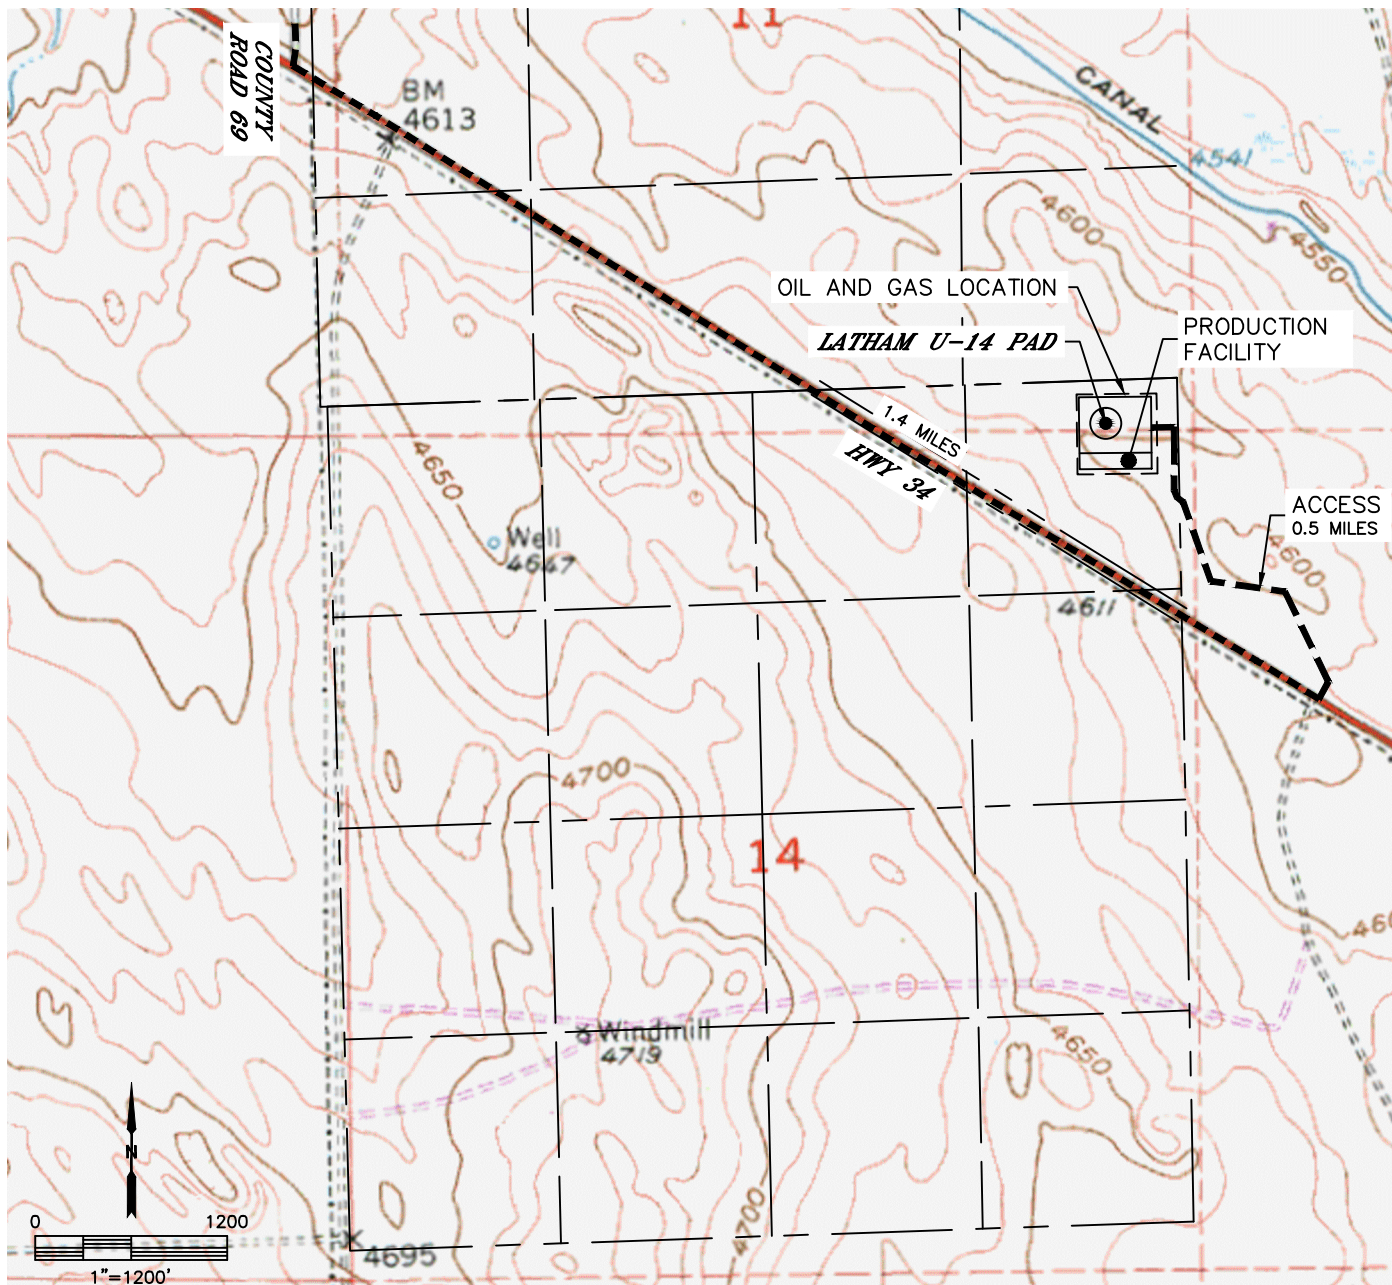 11
COUNTY
ROAD 69
BM
4613
CANAL
4541
4600
4550
OIL AND GAS LOCATION
LATHAM U-14 PAD
PRODUCTION
FACILITY
1.4 MILES
HWY 34
4650
Well
4647
ACCESS
0.5 MILES
4600
4611
4700
14
Windmill
4719
4650
N
0
1200
1"=1200'
4695
4700